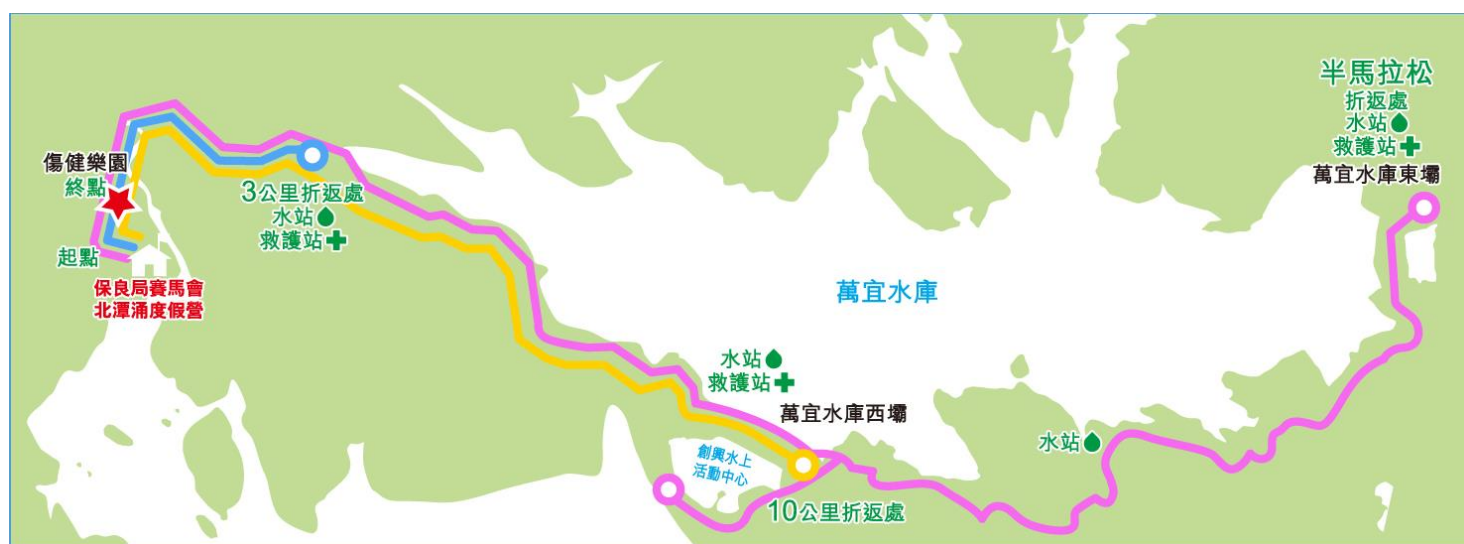 傷健樂園
終點
起點
保良局賽馬會
北潭涌度假營
3公里折返處
水站
救護站
水站
救護站
萬宜水庫
萬宜水庫西壩
創興水上
活動中心
10公里折返處
水站
半馬拉松
折返處
水站
救護站
萬宜水庫東壩